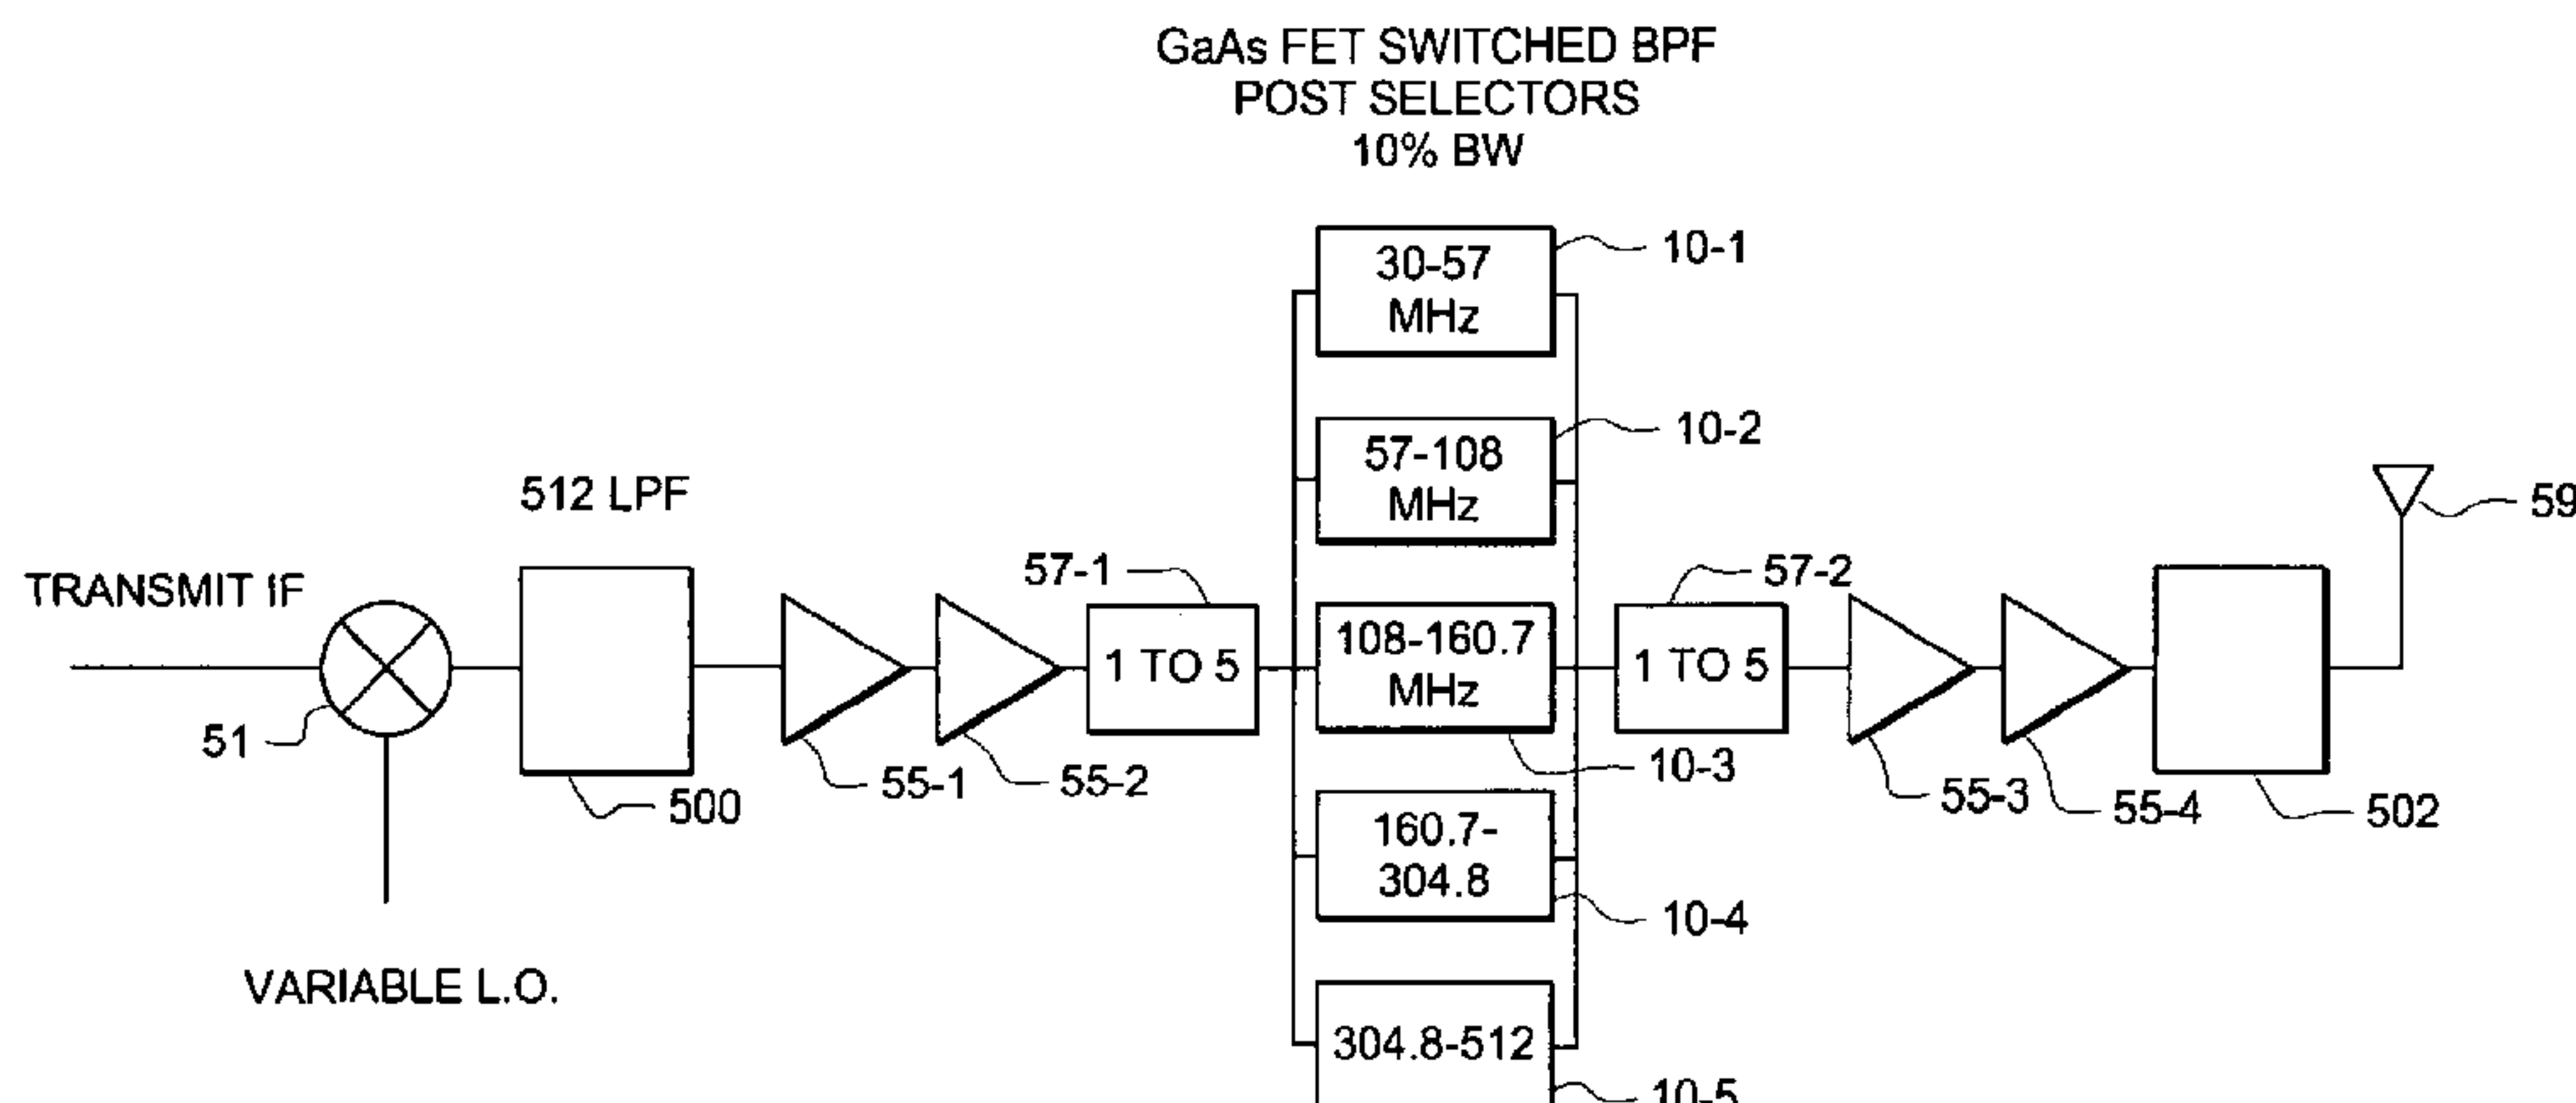 GaAs FET SWITCHED BPF
POST SELECTORS
10% BW
30-57
MHz
10-1
57-108
MHz
10-2
512 LPF
59
TRANSMIT IF
57-1
57-2
1 TO 5
108-160.7
MHz
1 TO 5
51
500
55-1
55-2
10-3
55-3
55-4
502
160.7-
304.8
10-4
VARIABLE L.O.
304.8-512
10-5